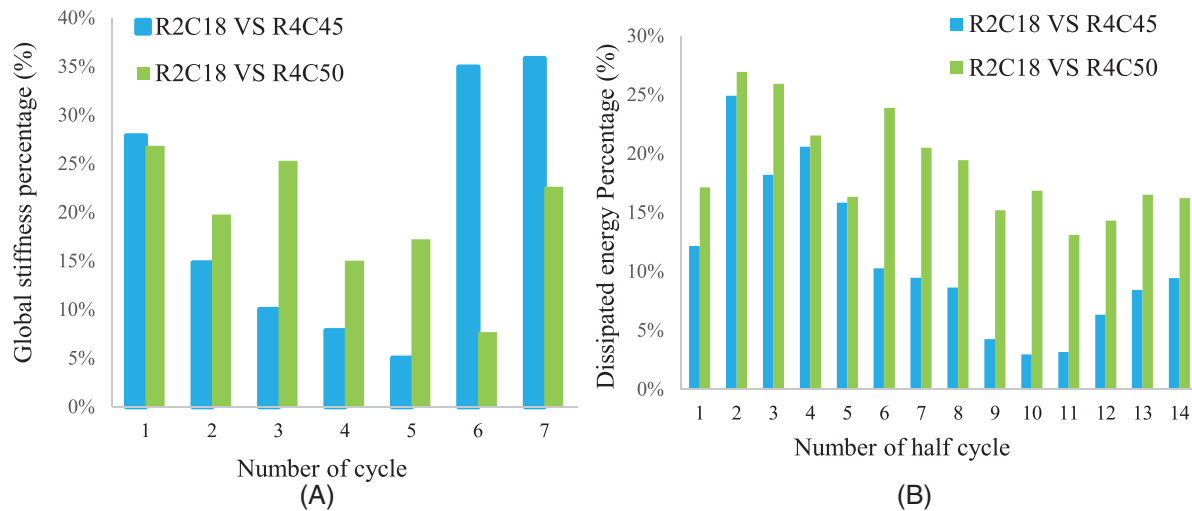 R2C18 VS R4C45
R2C18 VS R4C50
Global stiffness percentage (%)
40%
35%
30%
25%
20%
15%
10%
5%
0%
1 2 3 4 5 6 7
Number of cycle
(A)
R2C18 VS R4C45
R2C18 VS R4C50
Dissipated energy Percentage (%)
30%
25%
20%
15%
10%
5%
0%
1 2 3 4 5 6 7 8 9 10 11 12 13 14
Number of half cycle
(B)